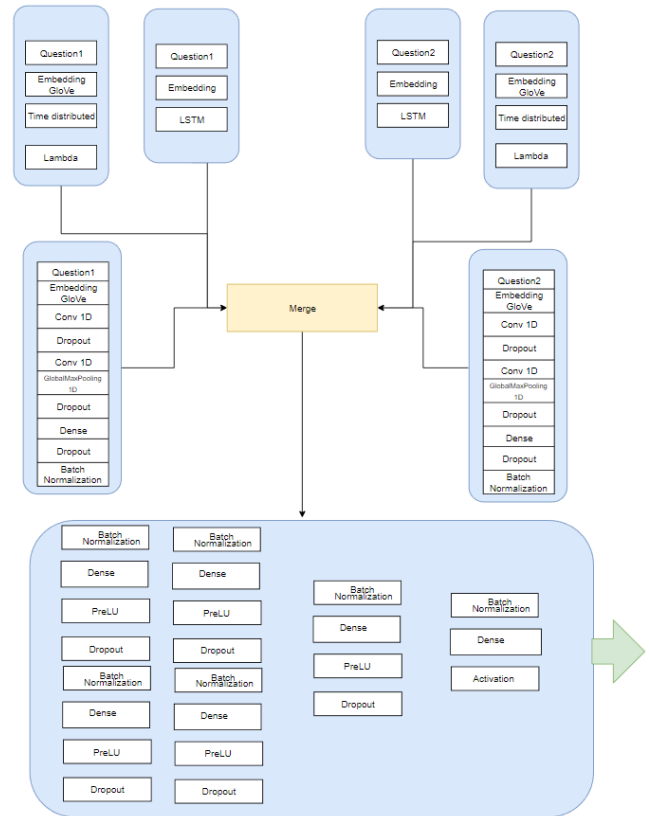 Question1
Embedding
GloVe
Time distributed
Lambda
Question1
Embedding
LSTM
Question2
Embedding
LSTM
Question2
Embedding
GloVe
Time distributed
Lambda
Question1
Embedding
GloVe
Conv 1D
Dropout
Conv 1D
GlobalMaxPooling
1D
Dropout
Dense
Dropout
Batch
Normalization
Merge
Question2
Embedding
GloVe
Conv 1D
Dropout
Conv 1D
GlobalMaxPooling
1D
Dropout
Dense
Dropout
Batch
Normalization
Batch
Normalization
Dense
PreLU
Dropout
Batch
Normalization
Dense
PreLU
Dropout
Batch
Normalization
Dense
PreLU
Dropout
Batch
Normalization
Dense
PreLU
Dropout
Batch
Normalization
Dense
PreLU
Dropout
Batch
Normalization
Dense
Activation